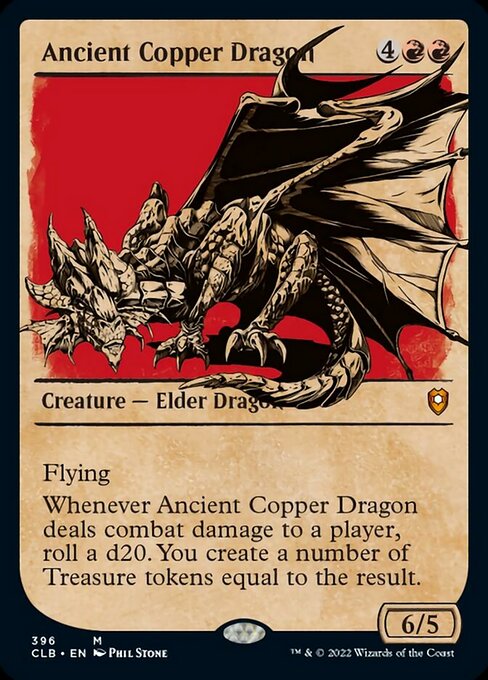 Ancient Copper Dragon 4
Creature — Elder Dragon
Flying
Whenever Ancient Copper Dragon
deals combat damage to a player,
roll a d20. You create a number of
Treasure tokens equal to the result.
6/5
396 M
CLB • EN Phil Stone
™ & © 2022 Wizards of the Coast